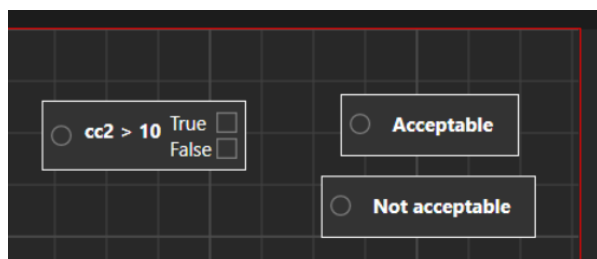 cc2 > 10
True
False
Acceptable
Not acceptable